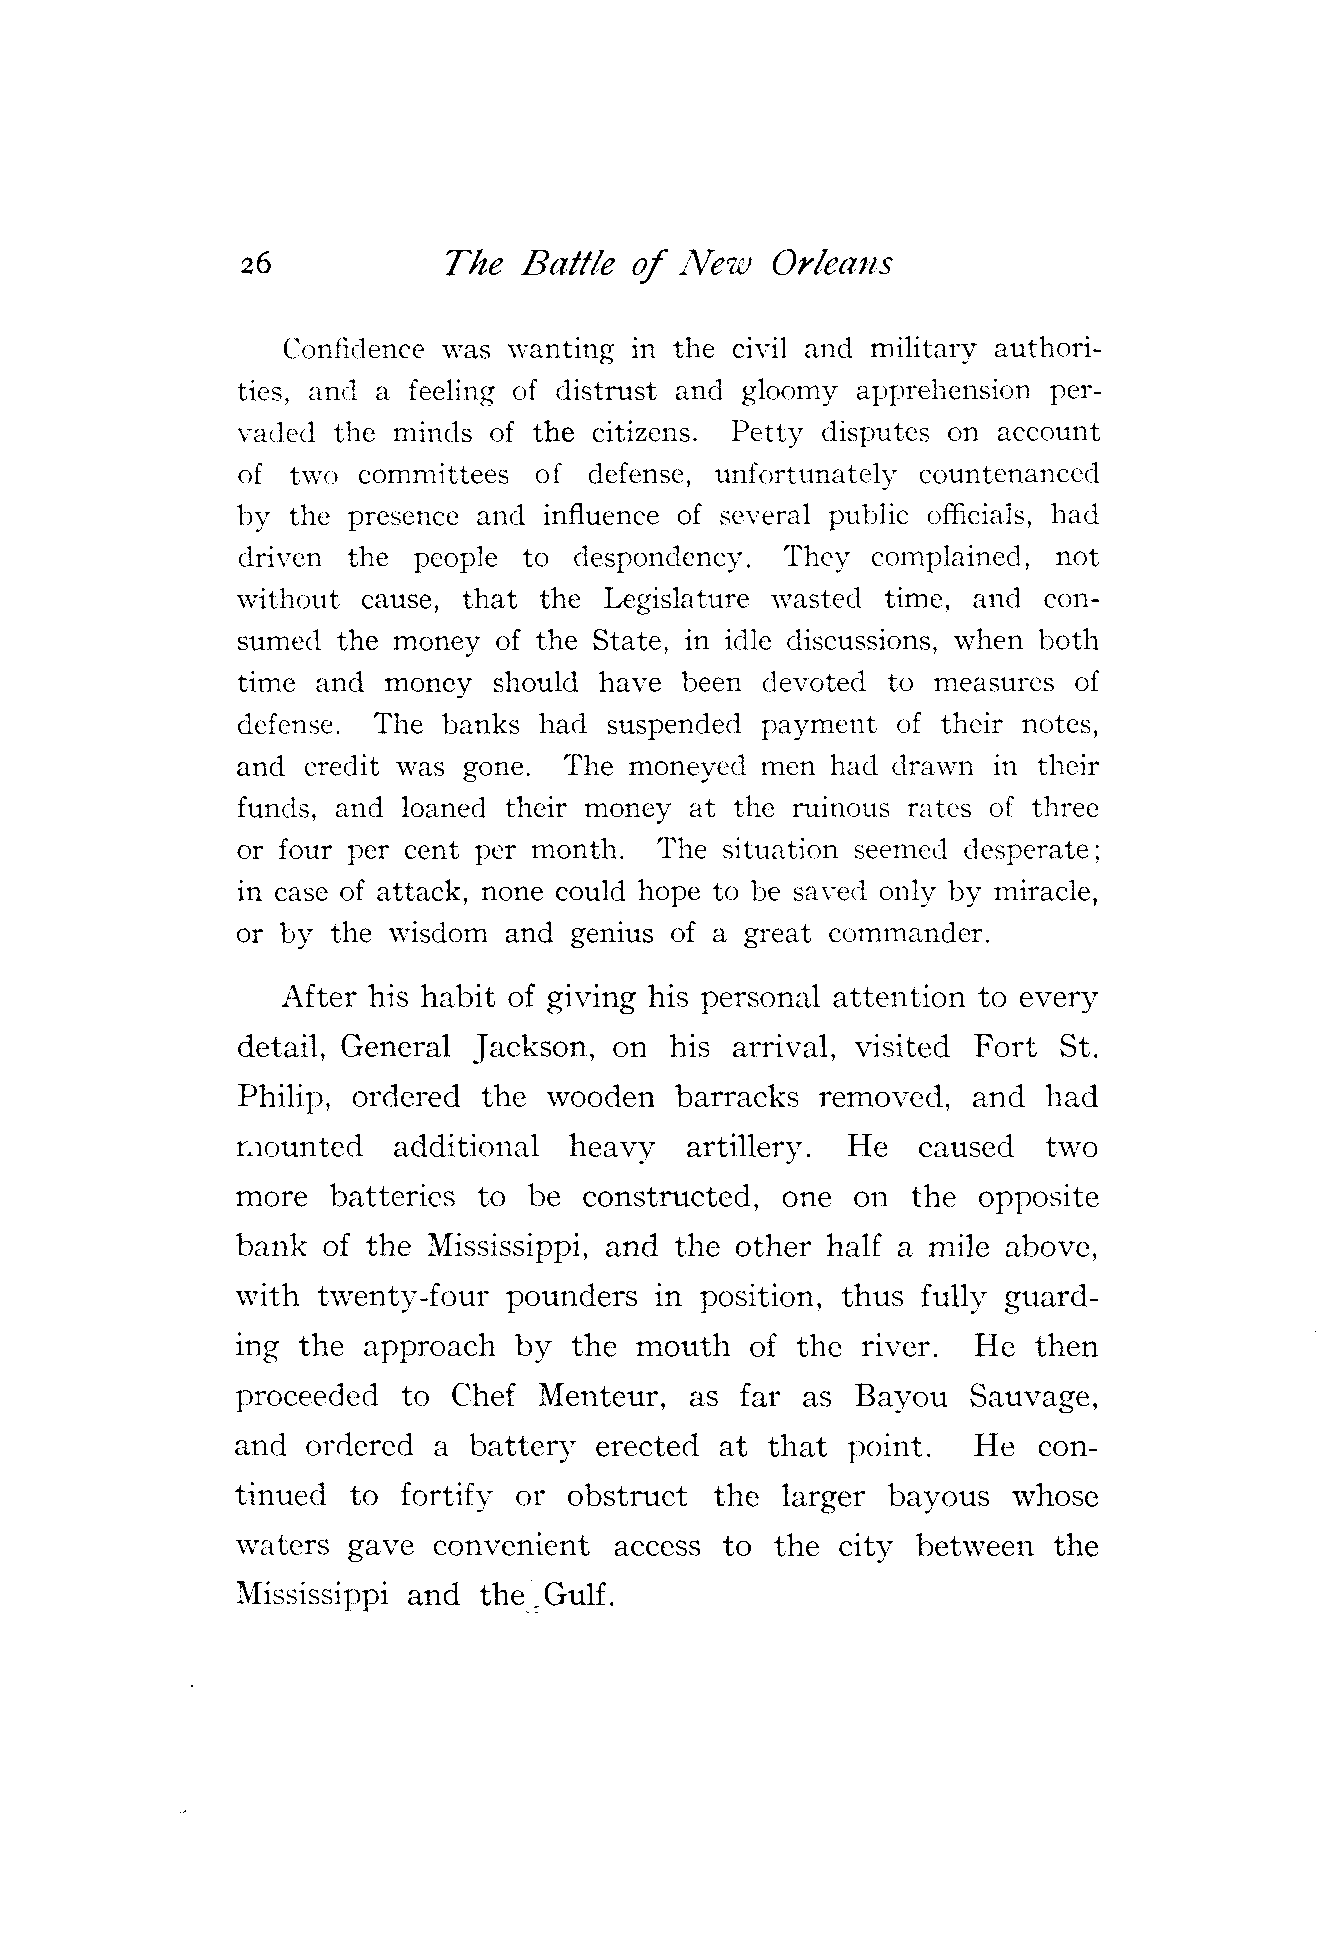 26 The Battle of New Orleans
Confidence was wanting in the civil and military authori-
ties, and a feeling of distrust and gloomy apprehension per-
vaded the minds of the citizens. Petty disputes on account
of two committees of defense, unfortunately countenanced
by the presence and influence of several public officials, had
driven the people to despondency. They complained, not
without cause, that the Legislature wasted time, and con-
sumed the money of the State, in idle discussions, when both
time and money should have been devoted to measures of
defense. The banks had suspended payment of their notes,
and credit was gone. The moneyed men had drawn in their
funds, and loaned their money at the ruinous rates of three
or four per cent per month. The situation seemed desperate;
in case of attack, none could hope to be saved only by miracle,
or by the wisdom and genius of a great commander.
After his habit of giving his personal attention to every
detail, General Jackson, on his arrival, visited Fort St.
Philip, ordered the wooden barracks removed, and had
mounted additional heavy artillery. He caused two
more batteries to be constructed, one on the opposite
bank of the Mississippi, and the other half a mile above,
with twenty-four pounders in position, thus fully guard-
ing the approach by the mouth of the river. He then
proceeded to Chef Menteur, as far as Bayou Sauvage,
and ordered a battery erected at that point. He con-
tinued to fortify or obstruct the larger bayous whose
waters gave convenient access to the city between the
Mississippi and the Gulf.